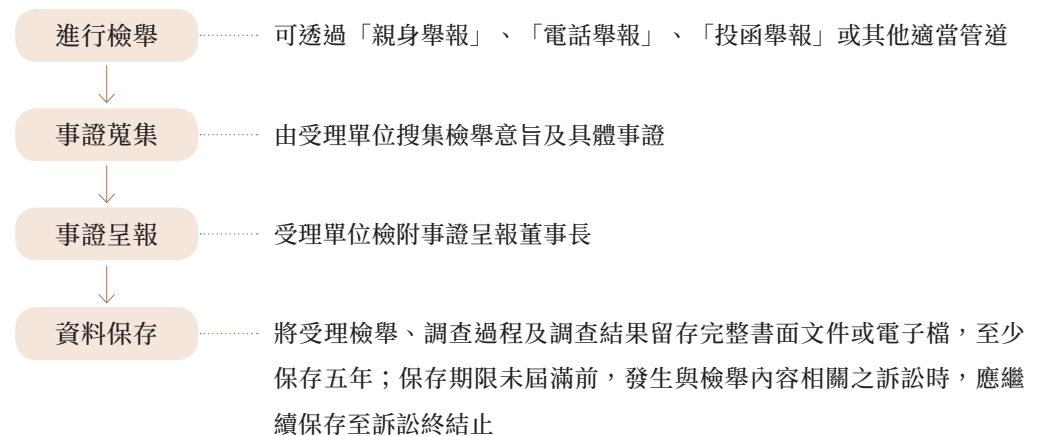 進行檢舉 可透過「親身舉報」、「電話舉報」、「投函舉報」或其他適當管道
事證蒐集 由受理單位搜集檢舉意旨及具體事證
事證呈報 受理單位檢附事證呈報董事長
資料保存 將受理檢舉、調查過程及調查結果留存完整書面文件或電子檔，至少
保存五年；保存期限未屆滿前，發生與檢舉內容相關之訴訟時，應繼
續保存至訴訟終結止